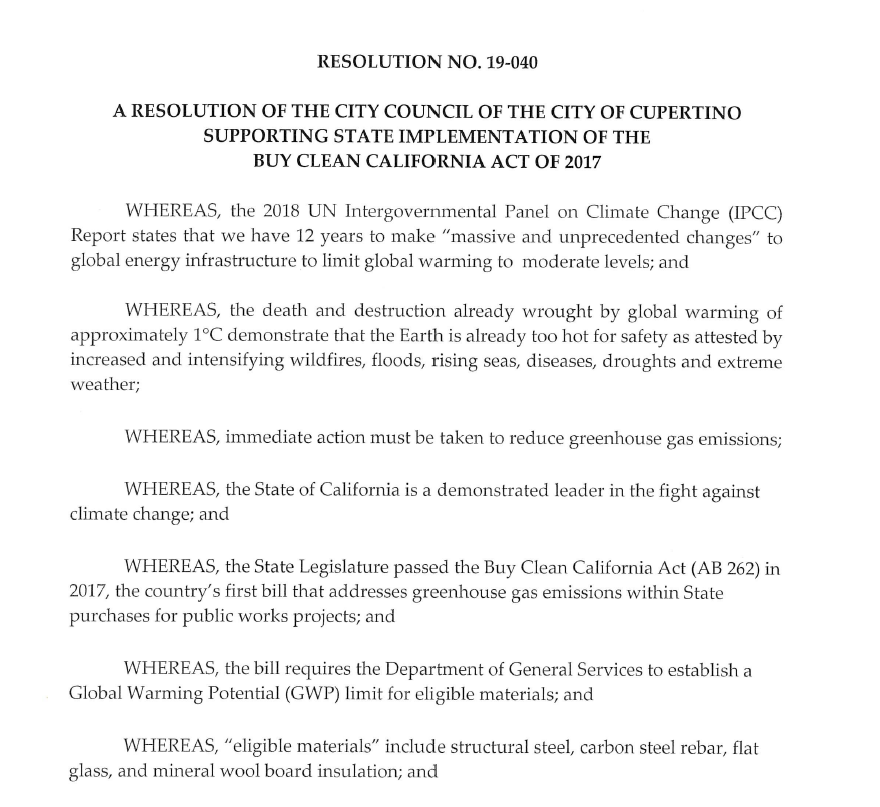 RESOLUTION NO. 19-040
A RESOLUTION OF THE CITY COUNCIL OF THE CITY OF CUPERTINO
SUPPORTING STATE IMPLEMENTATION OF THE
BUY CLEAN CALIFORNIA ACT OF 2017
WHEREAS, the 2018 UN Intergovernmental Panel on Climate Change (IPCC)
Report states that we have 12 years to make “massive and unprecedented changes” to
global energy infrastructure to limit global warming to moderate levels; and
WHEREAS, the death and destruction already wrought by global warming of
approximately 1°C demonstrate that the Earth is already too hot for safety as attested by
increased and intensifying wildfires, floods, rising seas, diseases, droughts and extreme
weather;
WHEREAS, immediate action must be taken to reduce greenhouse gas emissions;
WHEREAS, the State of California is a demonstrated leader in the fight against
climate change; and
WHEREAS, the State Legislature passed the Buy Clean California Act (AB 262) in
2017, the country’s first bill that addresses greenhouse gas emissions within State
purchases for public works projects; and
WHEREAS, the bill requires the Department of General Services to establish a
Global Warming Potential (GWP) limit for eligible materials; and
WHEREAS, “eligible materials” include structural steel, carbon steel rebar, flat
glass, and mineral wool board insulation; and